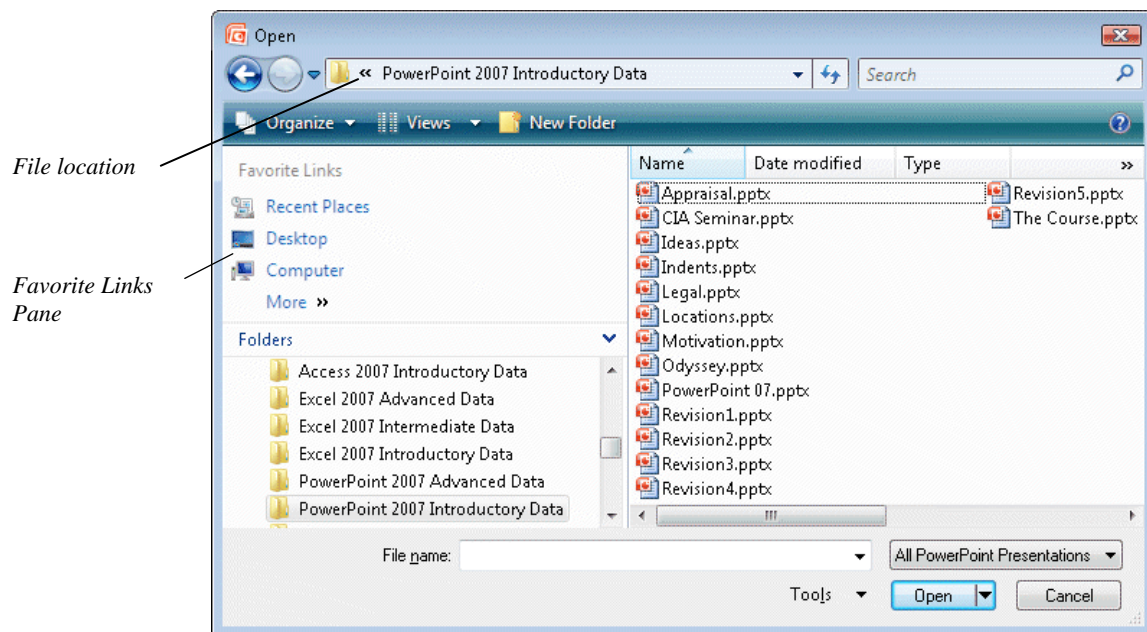 Open
« PowerPoint 2007 Introductory Data
Search
Organize
Views
New Folder
File location
Favorite Links
Name
Date modified
Type
»
Recent Places
Desktop
Computer
More »
Favorite Links
Pane
Folders
Access 2007 Introductory Data
Excel 2007 Advanced Data
Excel 2007 Intermediate Data
Excel 2007 Introductory Data
PowerPoint 2007 Advanced Data
PowerPoint 2007 Introductory Data
Appraisal.pptx
CIA Seminar.pptx
Ideas.pptx
Indents.pptx
Legal.pptx
Locations.pptx
Motivation.pptx
Odyssey.pptx
PowerPoint 07.pptx
Revision1.pptx
Revision2.pptx
Revision3.pptx
Revision4.pptx
Revision5.pptx
The Course.pptx
File name:
All PowerPoint Presentations
Tools
Open
Cancel